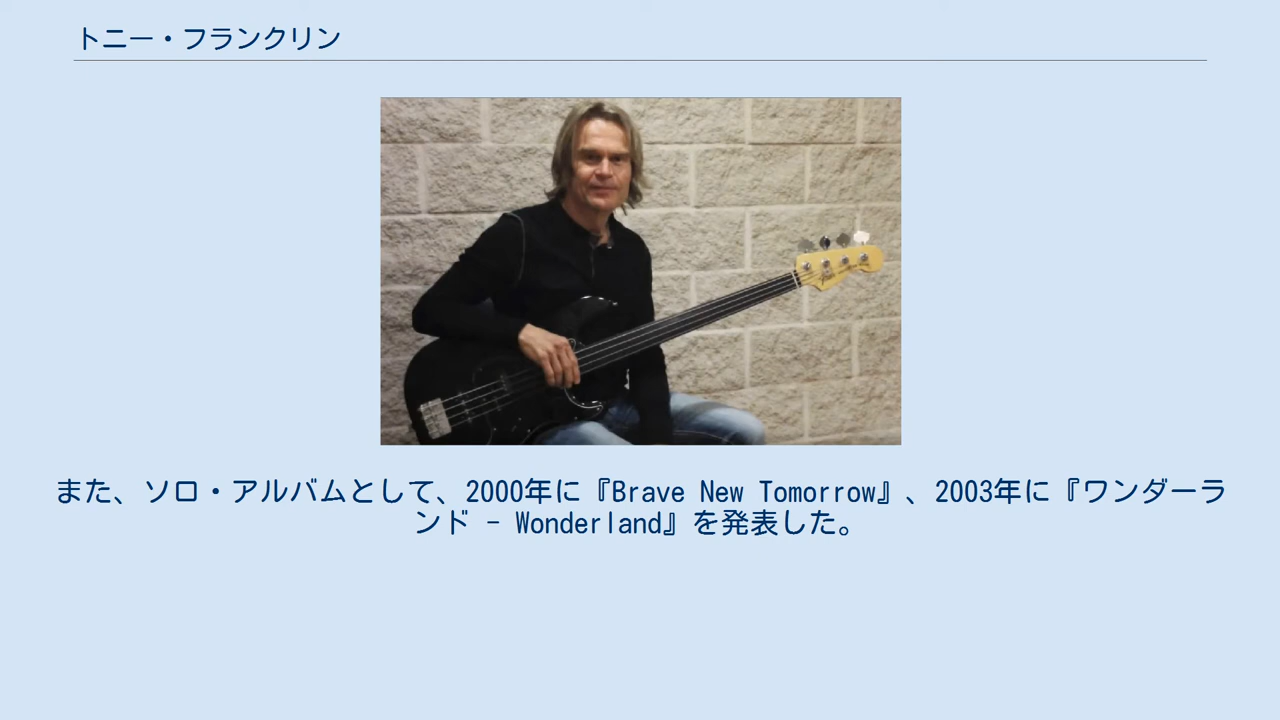 トニー・フランクリン
また、ソロ・アルバムとして、2000年に『Brave New Tomorrow』、2003年に『ワンダーラ
ンド - Wonderland』を発表した。